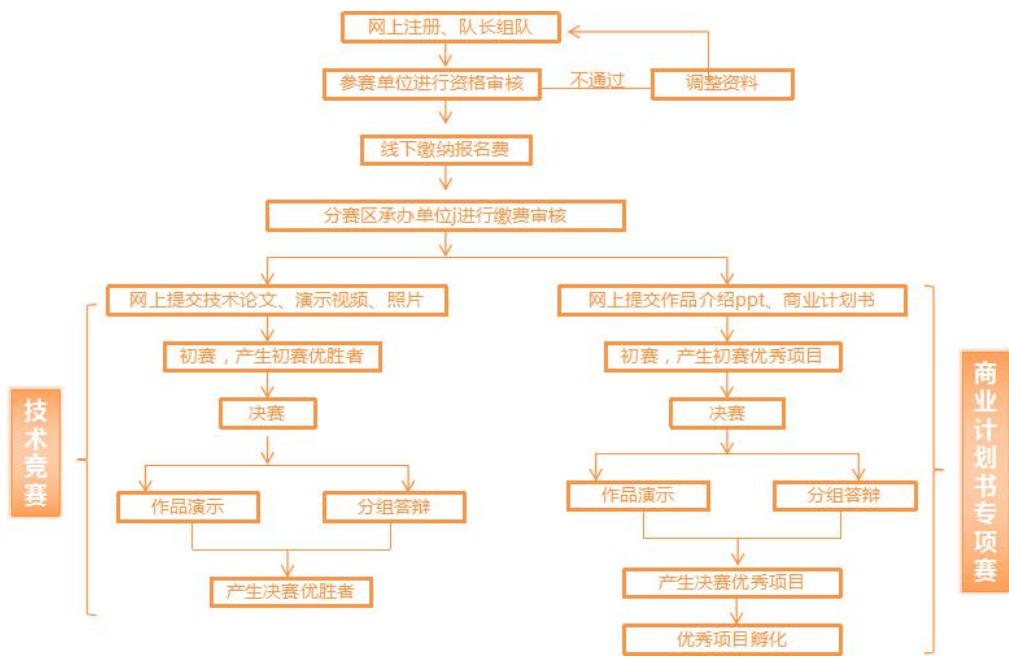 网上注册、队长组队
参赛单位进行资格审核
不通过
调整资料
线下缴纳报名费
分赛区承办单位j进行缴费审核
技术竞赛
网上提交技术论文、演示视频、照片
初赛，产生初赛优胜者
决赛
作品演示
分组答辩
产生决赛优胜者
网上提交作品介绍ppt、商业计划书
初赛，产生初赛优秀项目
决赛
作品演示
分组答辩
产生决赛优秀项目
优秀项目孵化
商业计划书专项赛